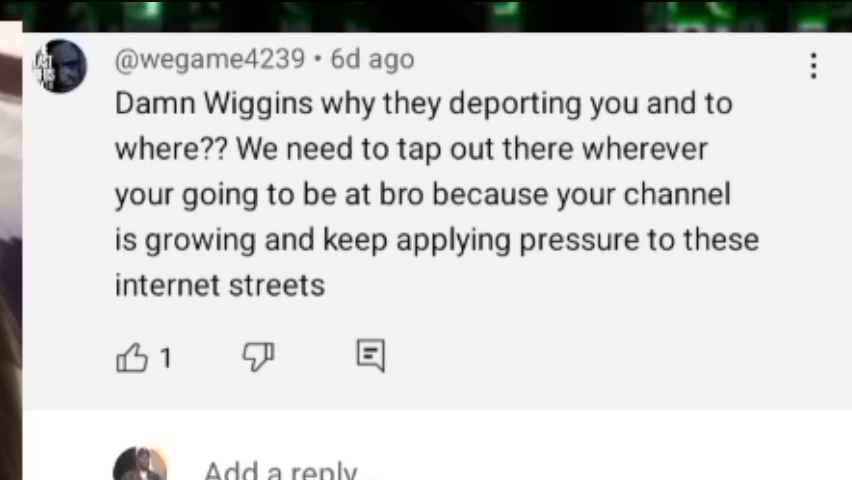 @wegame4239 • 6d ago
Damn Wiggins why they deporting you and to
where?? We need to tap out there wherever
your going to be at bro because your channel
is growing and keep applying pressure to these
internet streets
1
Add a reply...